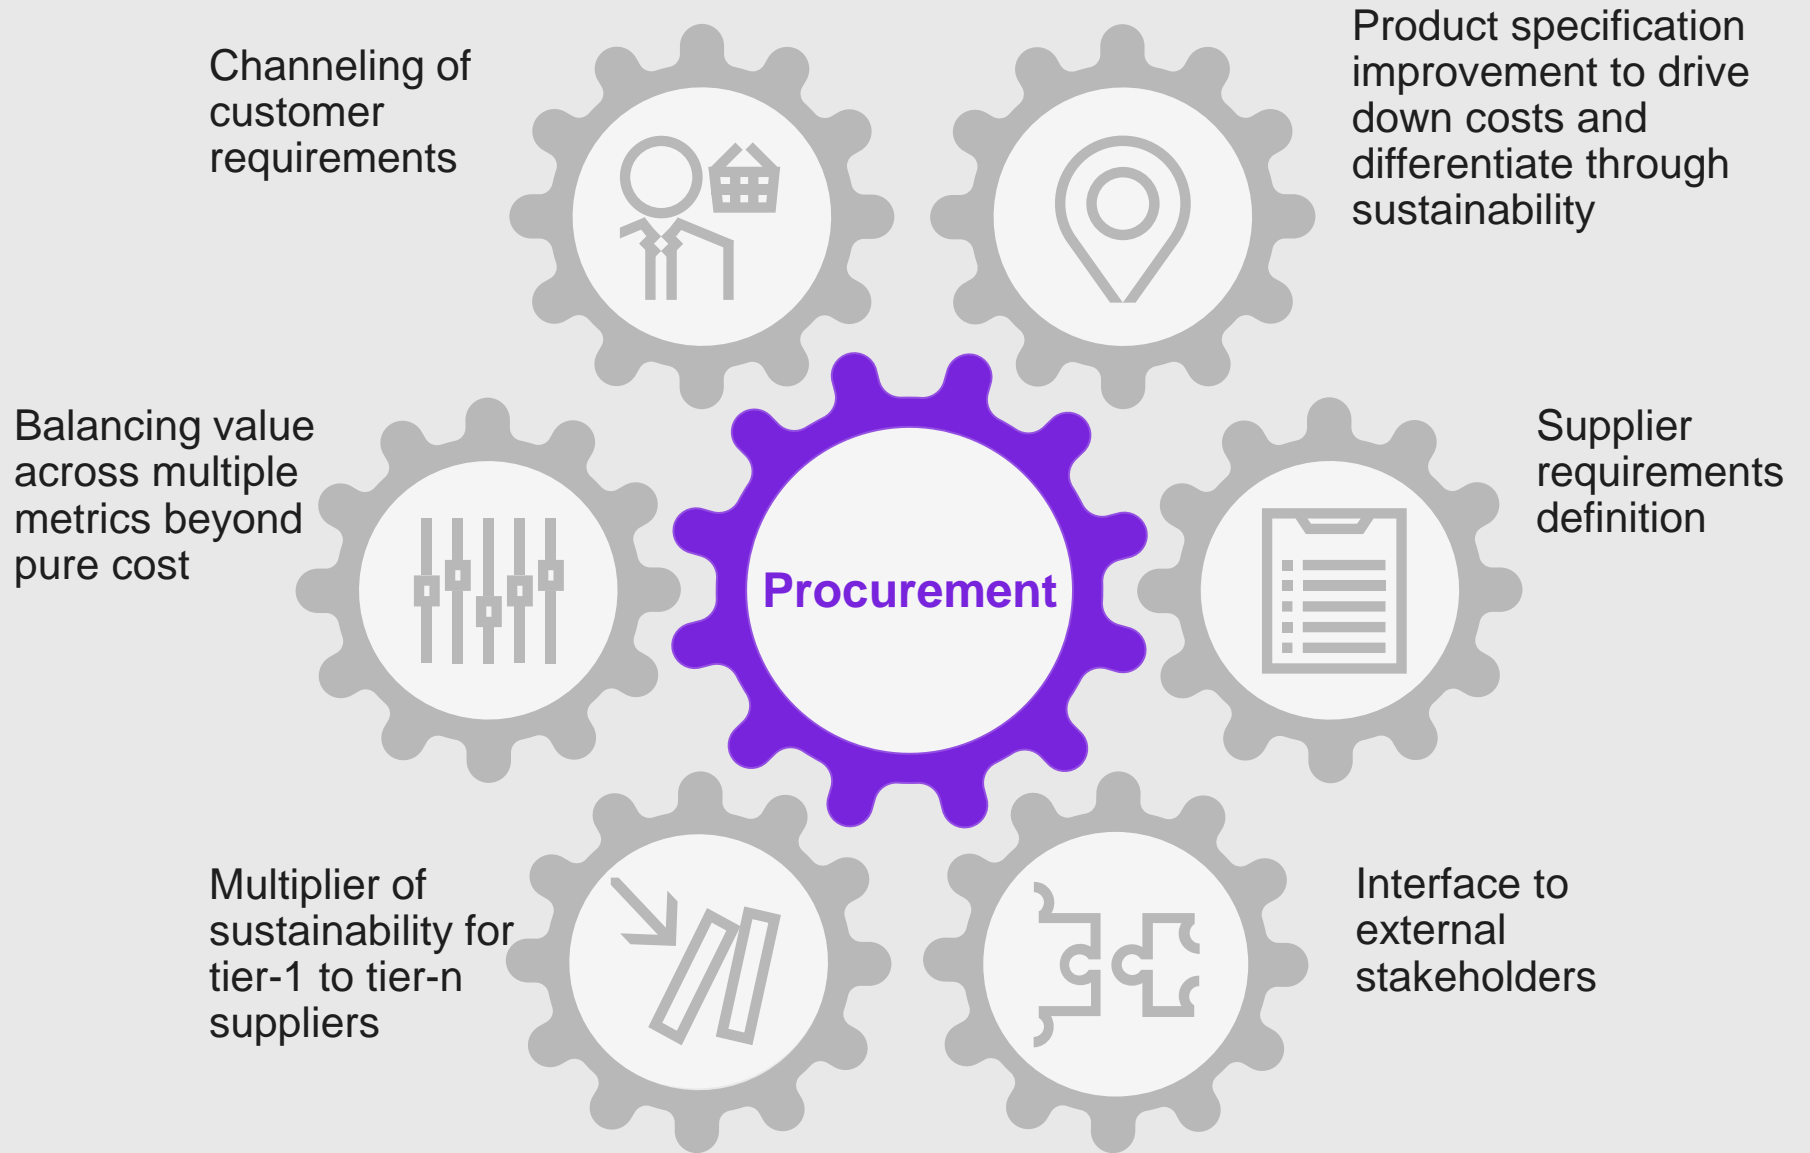 Channeling of
customer
requirements
Product specification
improvement to drive
down costs and
differentiate through
sustainability
Balancing value
across multiple
metrics beyond
pure cost
Procurement
Supplier
requirements
definition
Multiplier of
sustainability for
tier-1 to tier-n
suppliers
Interface to
external
stakeholders